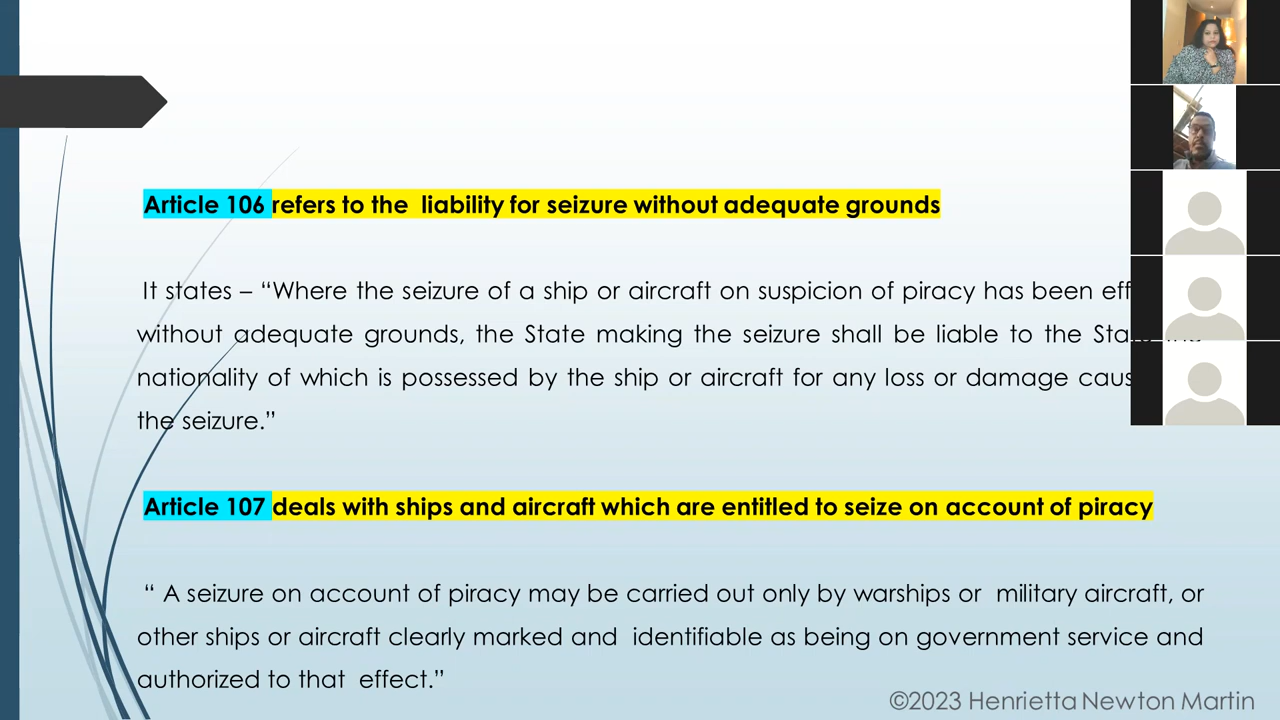 Article 106 refers to the liability for seizure without adequate grounds
It states – “Where the seizure of a ship or aircraft on suspicion of piracy has been
without adequate grounds, the State making the seizure shall be liable to the
nationality of which is possessed by the ship or aircraft for any loss or damage
the seizure.”
Article 107 deals with ships and aircraft which are entitled to seize on account of piracy
“ A seizure on account of piracy may be carried out only by warships or military aircraft, or
other ships or aircraft clearly marked and identifiable as being on government service and
authorized to that effect.”
©2023 Henrietta Newton Martin